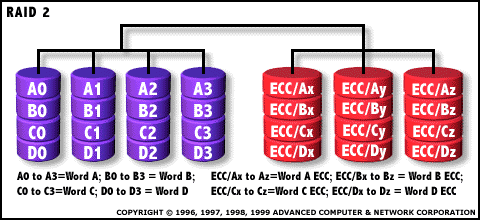 RAID 2
A0 A1 A2 A3 ECC/Ax ECC/Ay ECC/Az
B0 B1 B2 B3 ECC/Bx ECC/By ECC/Bz
C0 C1 C2 C3 ECC/Cx ECC/Cy ECC/Cz
D0 D1 D2 D3 ECC/Dx ECC/Dy ECC/Dz
A0 to A3=Word A; B0 to B3 = Word B;
C0 to C3=Word C; D0 to D3 = Word D
ECC/Ax to Az=Word A ECC; ECC/Bx to Bz = Word B ECC;
ECC/Cx to Cz=Word C ECC; ECC/Dx to Dz = Word D ECC
COPYRIGHT © 1996, 1997, 1998, 1999 ADVANCED COMPUTER & NETWORK CORPORATION